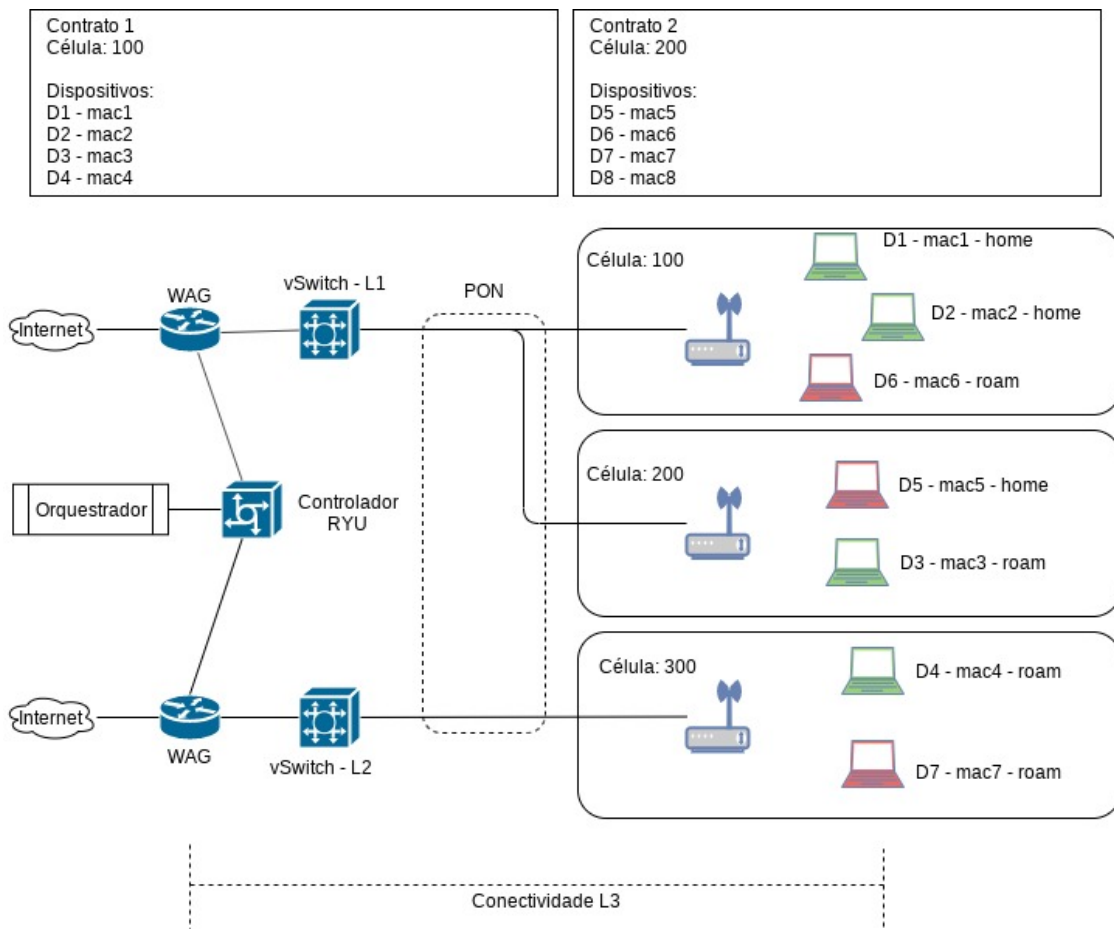 Contrato 1
Célula: 100
Dispositivos:
D1 - mac1
D2 - mac2
D3 - mac3
D4 - mac4
Contrato 2
Célula: 200
Dispositivos:
D5 - mac5
D6 - mac6
D7 - mac7
D8 - mac8
WAG
vSwitch - L1
PON
Internet
Célula: 100
D1 - mac1 - home
D2 - mac2 - home
D6 - mac6 - roam
Orquestrador
Controlador
RYU
Célula: 200
D5 - mac5 - home
D3 - mac3 - roam
Internet
WAG
vSwitch - L2
Célula: 300
D4 - mac4 - roam
D7 - mac7 - roam
Conectividade L3